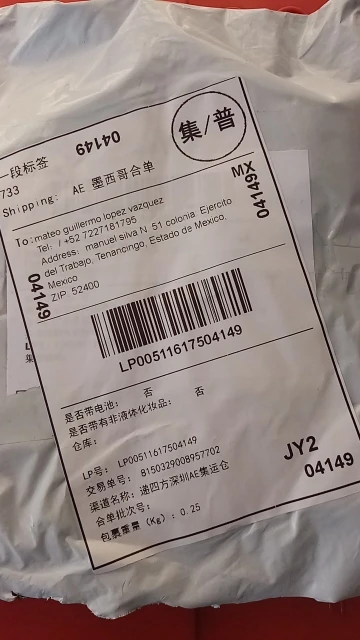 一段标签
04149
集/普
733
Shipping: AE 墨西哥合单
MX
04149
To:mateo guillermo lopez vazquez
Tel: / +52 7227181795
Address: manuel silva N 51 colonia Ejercito
del Trabajo, Tenancingo, Estado de Mexico,
Mexico
ZIP: 52400
04149
LP00511617504149
是否带电池: 否
是否带有非液体化妆品: 否
仓库:
LP号: LP00511617504149
交易单号: 8150329008957702
渠道名称: 递四方深圳AE集运仓
合单批次号:
包裹重量(Kg): 0.25
JY2
04149